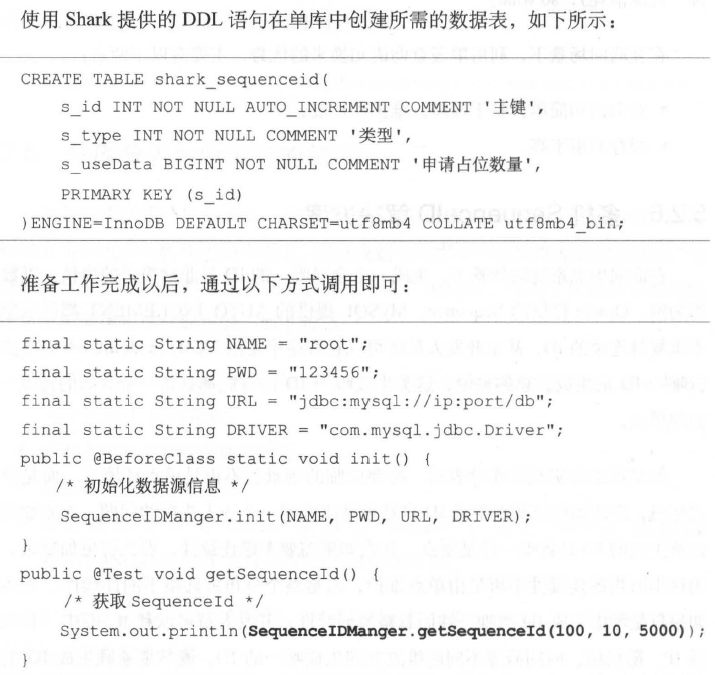 使用 Shark 提供的 DDL 语句在单库中创建所需的数据表，如下所示：
CREATE TABLE shark_sequenceid(
s_id INT NOT NULL AUTO_INCREMENT COMMENT '主键',
s_type INT NOT NULL COMMENT '类型',
s_useData BIGINT NOT NULL COMMENT '申请占位数量',
PRIMARY KEY (s_id)
)ENGINE=InnoDB DEFAULT CHARSET=utf8mb4 COLLATE utf8mb4_bin;
准备工作完成以后，通过以下方式调用即可：
final static String NAME = "root";
final static String PWD = "123456";
final static String URL = "jdbc:mysql://ip:port/db";
final static String DRIVER = "com.mysql.jdbc.Driver";
public @BeforeClass static void init() {
/* 初始化数据源信息 */
SequenceIDManger.init(NAME, PWD, URL, DRIVER);
}
public @Test void getSequenceId() {
/* 获取 SequenceId */
System.out.println(SequenceIDManger.getSequenceId(100, 10, 5000));
}